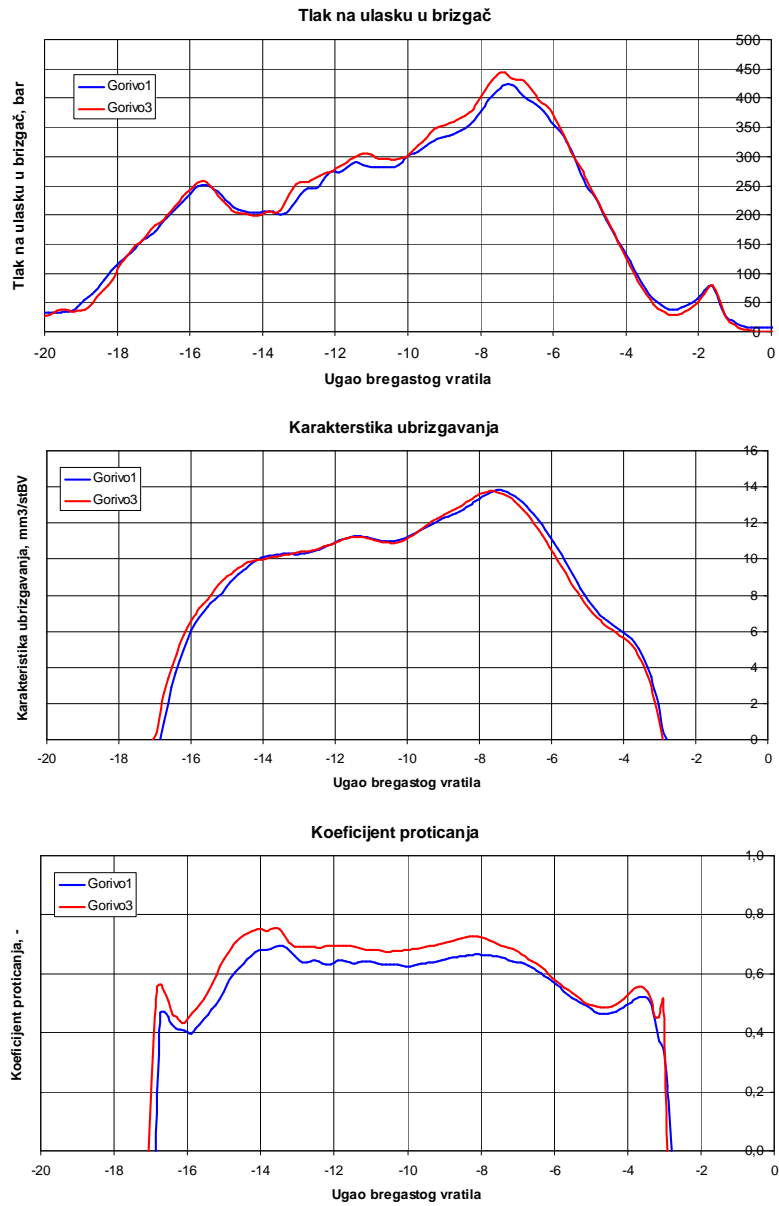 Tlak na ulasku u brizgač
Tlak na ulasku u brizgač, bar
Gorivo1
Gorivo3
500
450
400
350
300
250
200
150
100
50
0
-20 -18 -16 -14 -12 -10 -8 -6 -4 -2 0
Ugao bregastog vratila
Karakterstika ubrizgavanja
Karakteristika ubrizgavanja, mm3/stBV
Gorivo1
Gorivo3
16
14
12
10
8
6
4
2
0
-20 -18 -16 -14 -12 -10 -8 -6 -4 -2 0
Ugao bregastog vratila
Koeficijent proticanja
Koeficijent proticanja, -
Gorivo1
Gorivo3
1,0
0,8
0,6
0,4
0,2
0,0
-20 -18 -16 -14 -12 -10 -8 -6 -4 -2 0
Ugao bregastog vratila